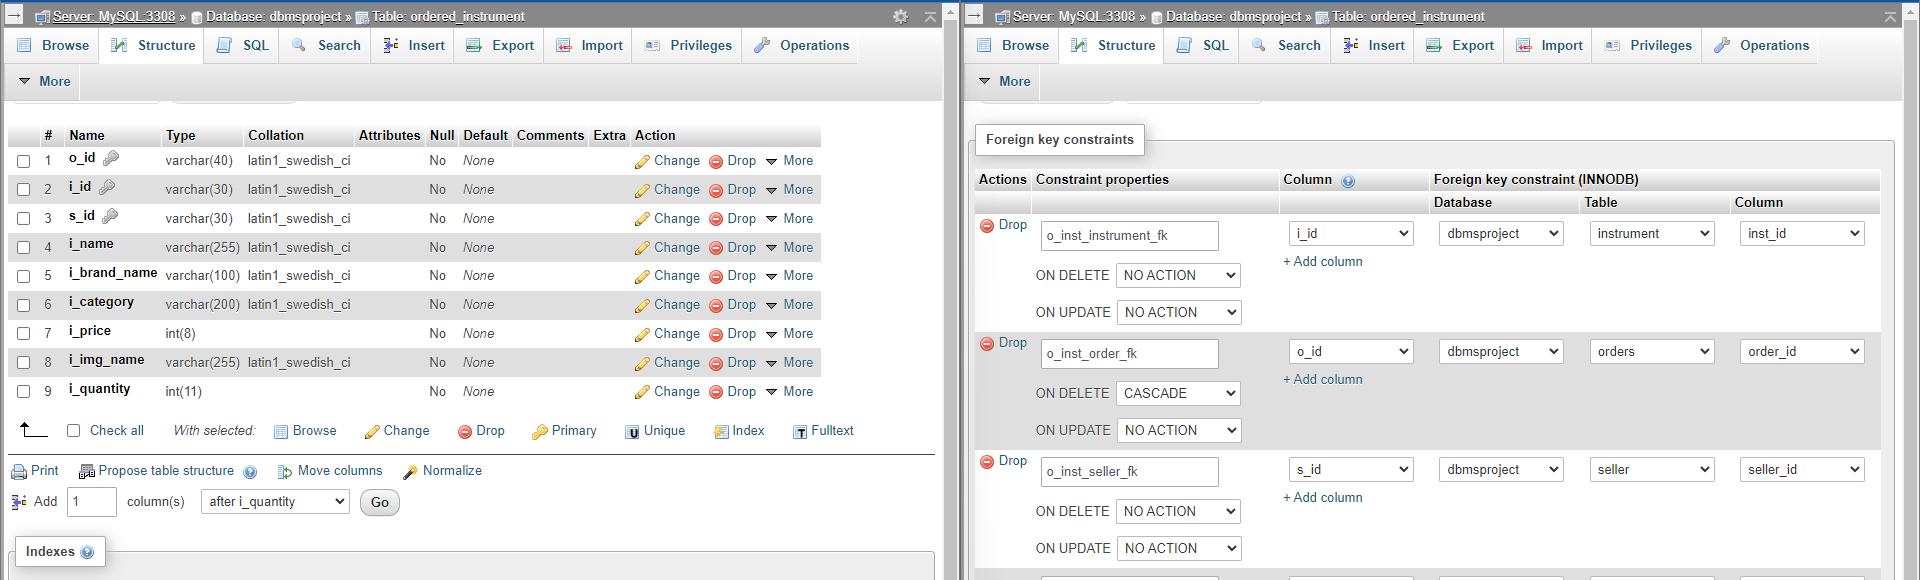 Server: MySQL:3308 » Database: dbmsproject » Table: ordered_instrument
Browse Structure SQL Search Insert Export Import Privileges Operations
More
# Name Type Collation Attributes Null Default Comments Extra Action
1 o_id varchar(40) latin1_swedish_ci No None Change Drop More
2 i_id varchar(30) latin1_swedish_ci No None Change Drop More
3 s_id varchar(30) latin1_swedish_ci No None Change Drop More
4 i_name varchar(255) latin1_swedish_ci No None Change Drop More
5 i_brand_name varchar(100) latin1_swedish_ci No None Change Drop More
6 i_category varchar(200) latin1_swedish_ci No None Change Drop More
7 i_price int(8) No None Change Drop More
8 i_img_name varchar(255) latin1_swedish_ci No None Change Drop More
9 i_quantity int(11) No None Change Drop More
Check all With selected: Browse Change Drop Primary Unique Index Fulltext
Print Propose table structure Move columns Normalize
Add 1 column(s) after i_quantity Go
Indexes
Server: MySQL:3308 » Database: dbmsproject » Table: ordered_instrument
Browse Structure SQL Search Insert Export Import Privileges Operations
More
Foreign key constraints
Actions Constraint properties Column Foreign key constraint (INNODB)
Database Table Column
Drop o_inst_instrument_fk i_id dbmsproject instrument inst_id
+ Add column
ON DELETE NO ACTION
ON UPDATE NO ACTION
Drop o_inst_order_fk o_id dbmsproject orders order_id
+ Add column
ON DELETE CASCADE
ON UPDATE NO ACTION
Drop o_inst_seller_fk s_id dbmsproject seller seller_id
+ Add column
ON DELETE NO ACTION
ON UPDATE NO ACTION